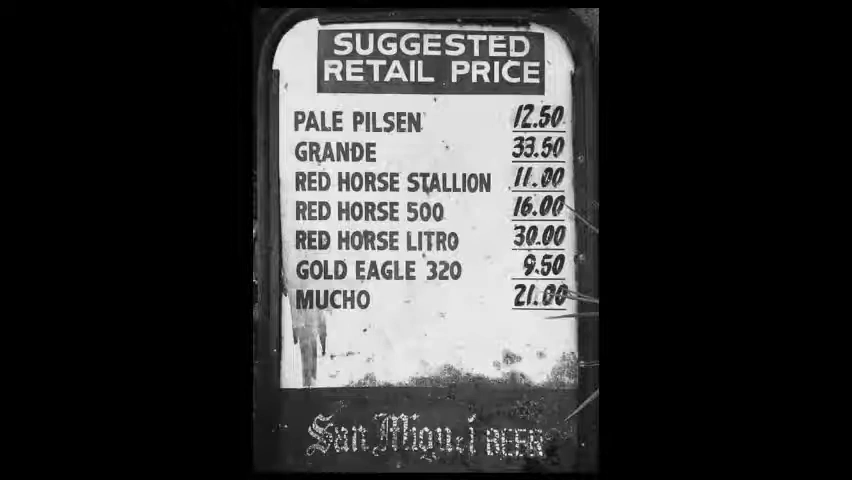 SUGGESTED
RETAIL PRICE
PALE PILSEN 12.50
GRANDE 33.50
RED HORSE STALLION 11.00
RED HORSE 500 16.00
RED HORSE LITRO 30.00
GOLD EAGLE 320 9.50
MUCHO 21.00
San Miguel BEER